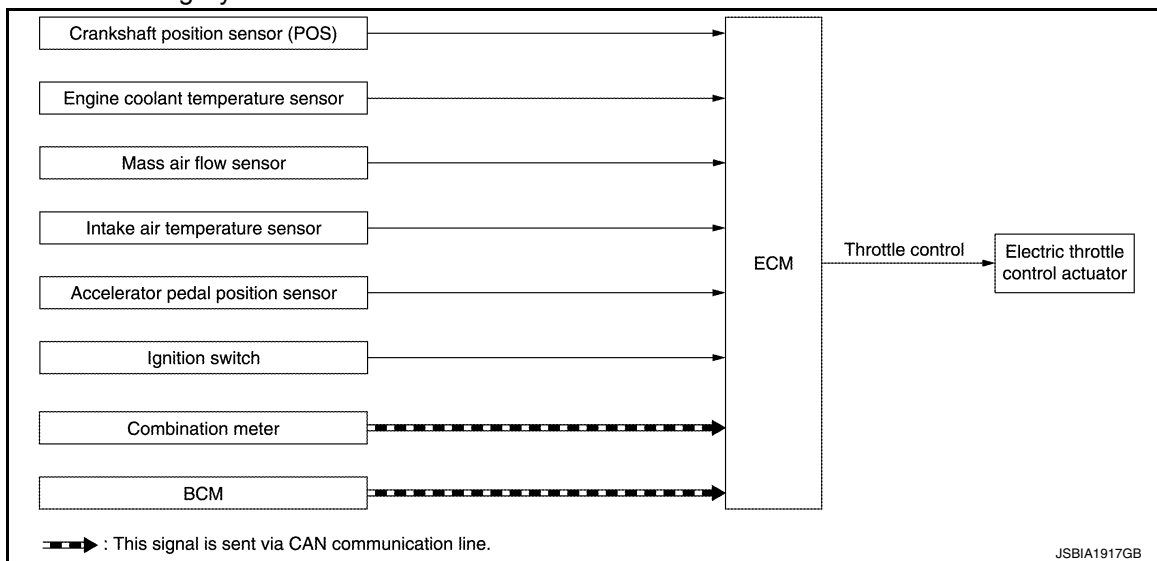 Crankshaft position sensor (POS)
Engine coolant temperature sensor
Mass air flow sensor
Intake air temperature sensor
Accelerator pedal position sensor
Ignition switch
Combination meter
BCM
ECM
Throttle control
Electric throttle
control actuator
: This signal is sent via CAN communication line.
JSBIA1917GB